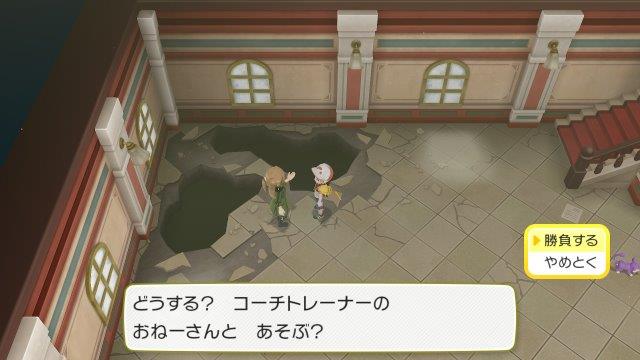 勝負する
やめとく
どうする？　コーチトレーナーの
おねーさんと　あそぶ？